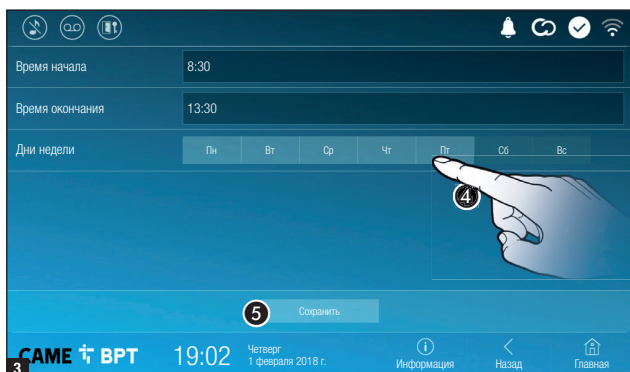 Время начала 8:30
Время окончания 13:30
Дни недели Пн Вт Ср Чт Пт Сб Вс
4
5 Сохранить
3 CAME BPT 19:02 Четверг
1 февраля 2018 г.
Информация Назад Главная